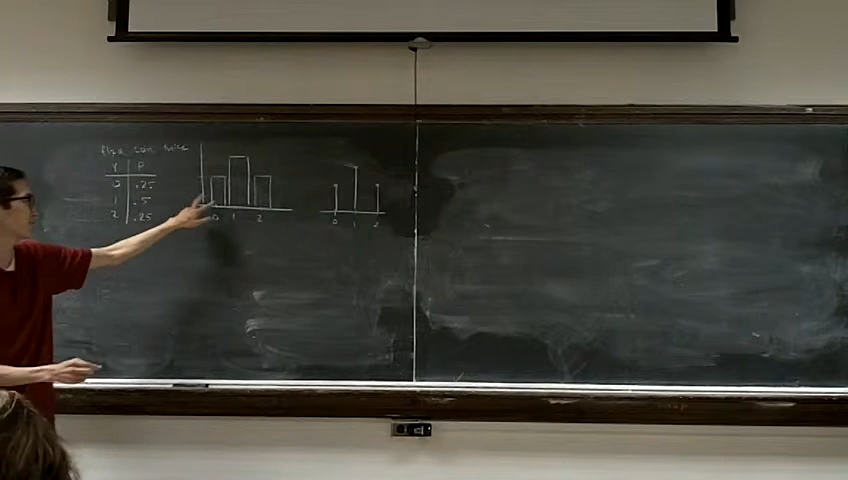 flip coin twice
Y P
0 .25
1 .5
2 .25
0 1 2
0 1 2